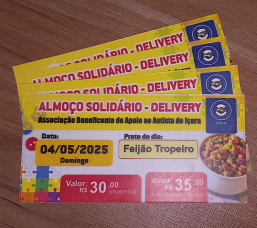 ALMOÇO SOLIDÁRIO - DELIVERY
ALMOÇO SOLIDÁRIO - DELIVERY
ALMOÇO SOLIDÁRIO - DELIVERY
ALMOÇO SOLIDÁRIO - DELIVERY
Associação Beneficente de Apoio ao Autista de Içara
Data:
Prato do dia:
04/05/2025
Feijão Tropeiro
Domingo
Valor:
R$ 30,00
(marmita)
Valor:
R$ 35,00